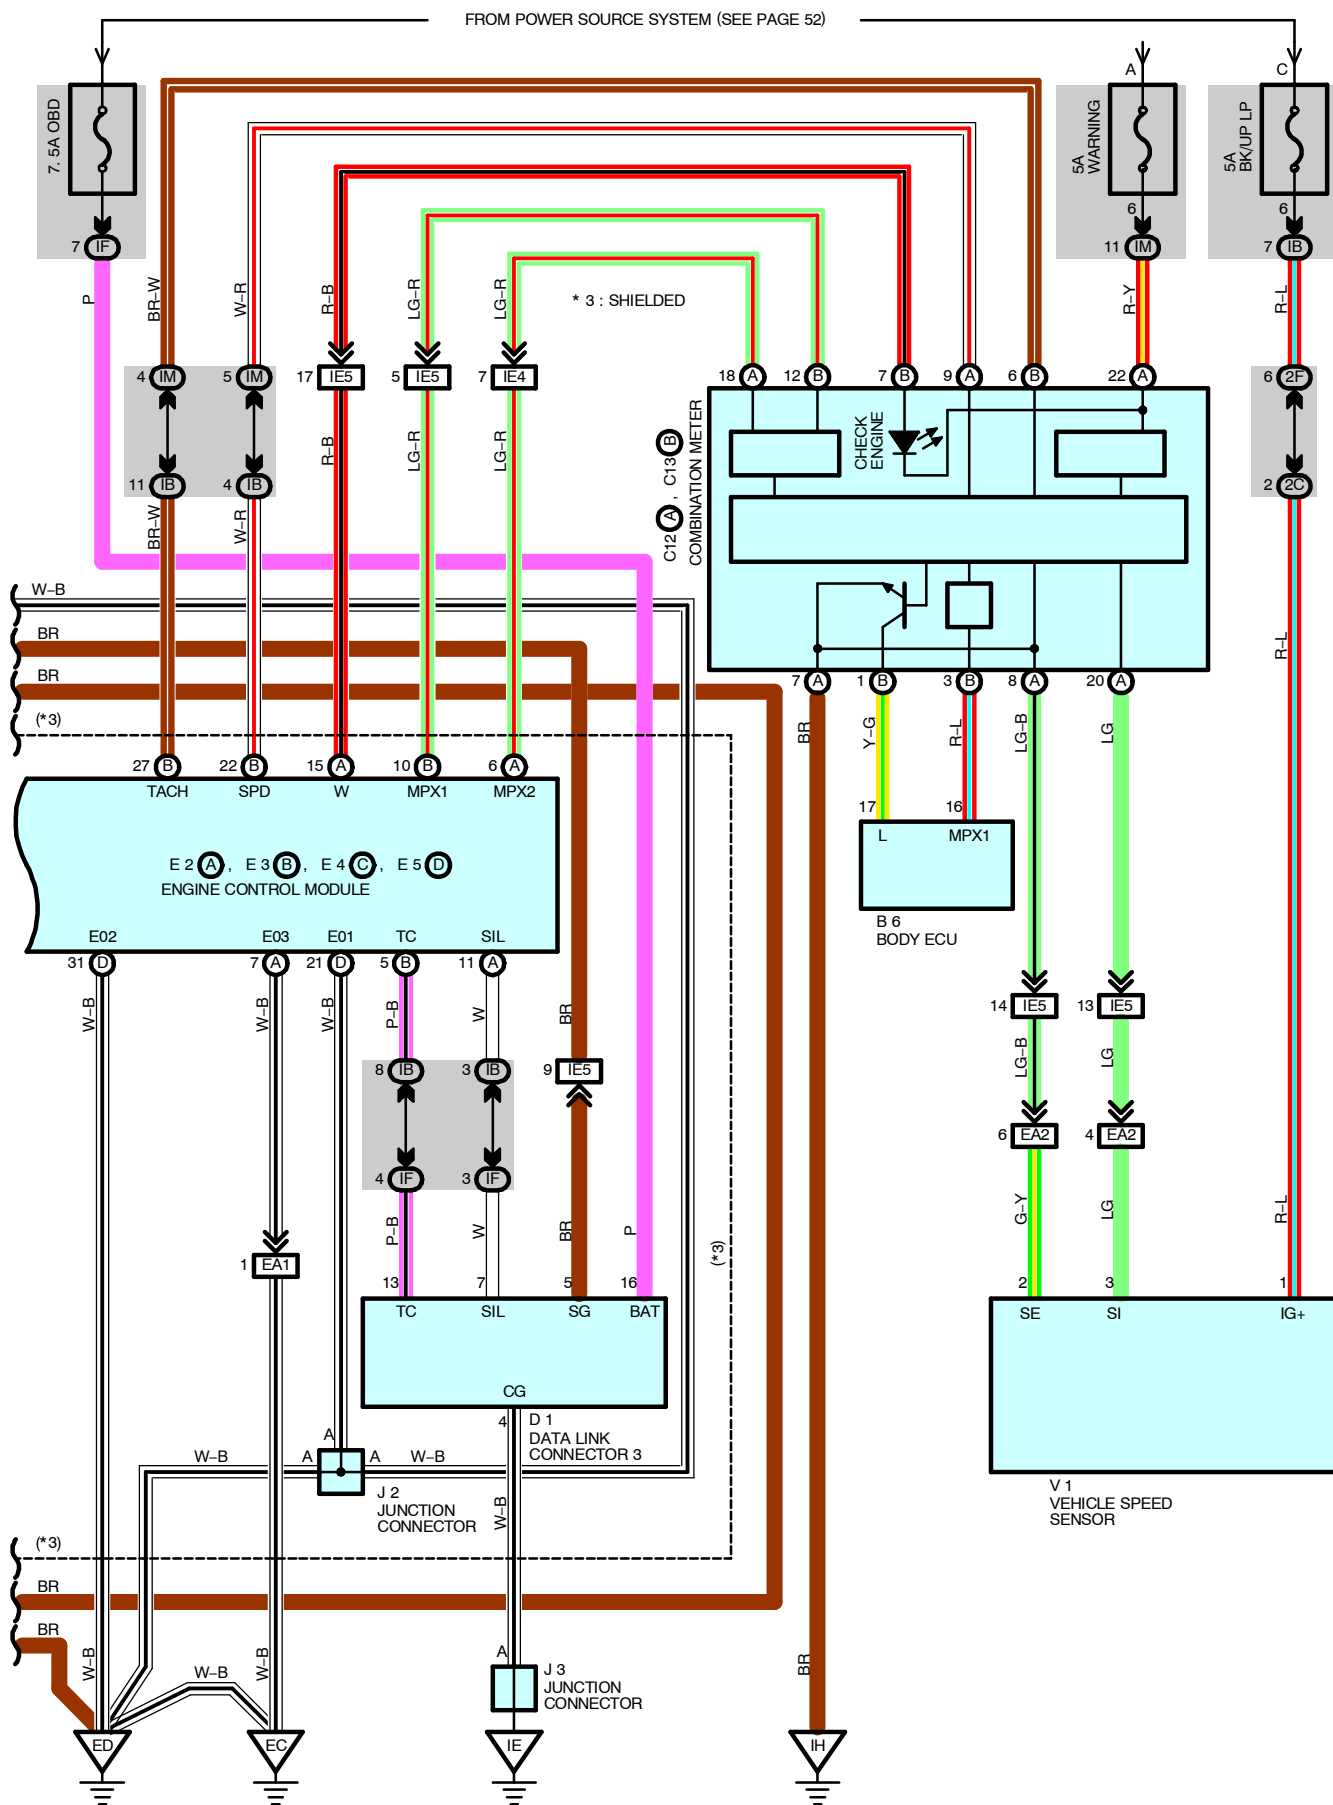 FROM POWER SOURCE SYSTEM (SEE PAGE 52)
A
C
7. 5A OBD
5A
WARNING
5A
BK/UP LP
6
6
7 IF
11 IM
7 IB
P
BR-W
W-R
R-B
LG-R
LG-R
* 3 : SHIELDED
R-Y
R-L
4 IM
5 IM
17 IE5
5 IE5
7 IE4
18 A
12 B
7 B
9 A
6 B
22 A
6 2F
R-B
LG-R
LG-R
C12 A , C13 B
COMBINATION METER
CHECK
ENGINE
11 IB
4 IB
2 2C
BR-W
W-R
W-B
BR
BR
(*3)
R-L
7 A
1 B
3 B
8 A
20 A
BR
Y-G
R-L
LG-B
LG
27 B
22 B
15 A
10 B
6 A
TACH
SPD
W
MPX1
MPX2
17
16
L
MPX1
E 2 A , E 3 B , E 4 C , E 5 D
ENGINE CONTROL MODULE
B 6
BODY ECU
E02
E03
E01
TC
SIL
31 D
7 A
21 D
5 B
11 A
W-B
W-B
W-B
P-B
W
BR
14 IE5
13 IE5
LG-B
LG
8 IB
3 IB
9 IE5
6 EA2
4 EA2
4 IF
3 IF
P-B
W
BR
P
(*3)
G-Y
LG
R-L
1 EA1
13
7
5
16
2
3
1
TC
SIL
SG
BAT
SE
SI
IG+
CG
4
D 1
DATA LINK
CONNECTOR 3
A
W-B
A
A
W-B
J 2
JUNCTION
CONNECTOR
W-B
V 1
VEHICLE SPEED
SENSOR
(*3)
BR
BR
W-B
W-B
W-B
A
J 3
JUNCTION
CONNECTOR
BR
ED
EC
IE
IH